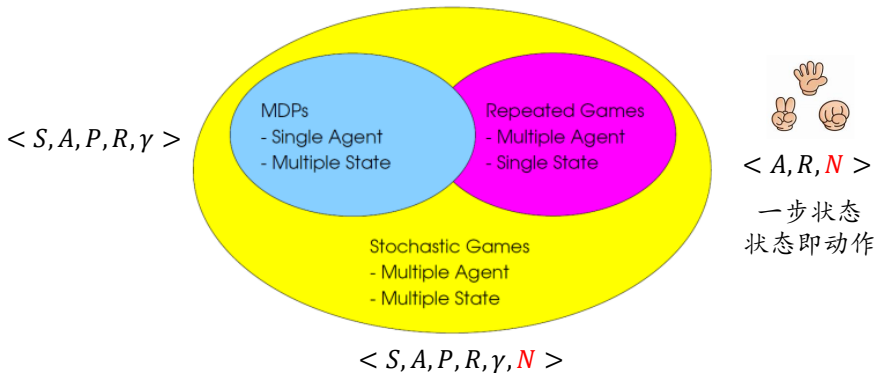 MDPs
- Single Agent
- Multiple State
Repeated Games
- Multiple Agent
- Single State
< S, A, P, R, γ >
< A, R, N >
一步状态
状态即动作
Stochastic Games
- Multiple Agent
- Multiple State
< S, A, P, R, γ, N >